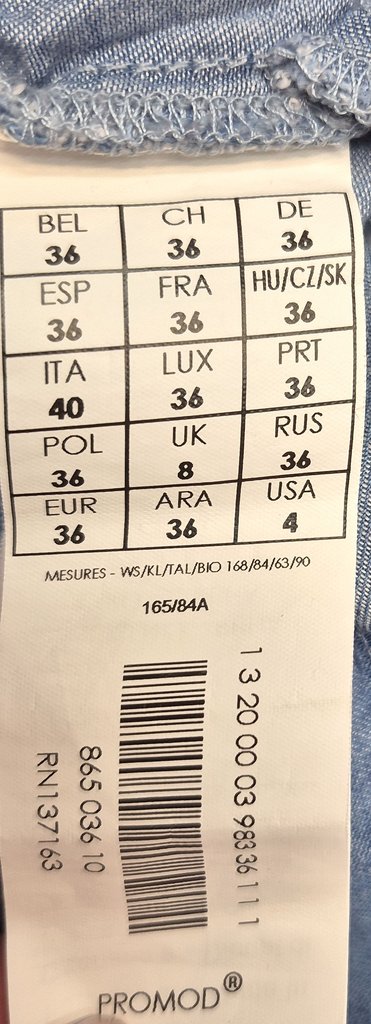 BEL CH DE
36 36 36
ESP FRA HU/CZ/SK
36 36 36
ITA LUX PRT
40 36 36
POL UK RUS
36 8 36
EUR ARA USA
36 36 4
MESURES - WS/KL/TAL/BIO 168/84/63/90
165/84A
1 3 20 00 03 98336 11 1
865 036 10
RN137163
PROMOD®